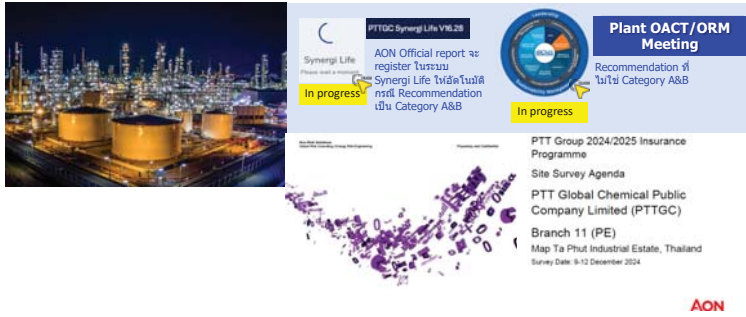 PTTGC Synergi Life V16.28
Synergi Life
Please wait a moment
In progress
AON Official report จะ
register ในระบบ
Synergi Life ให้อัตโนมัติ
กรณี Recommendation
เป็น Category A&B
In progress
Plant OACT/ORM
Meeting
Recommendation ที่
ไม่ใช่ Category A&B
PTT Group 2024/2025 Insurance
Programme
Site Survey Agenda
PTT Global Chemical Public
Company Limited (PTTGC)
Branch 11 (PE)
Map Ta Phut Industrial Estate, Thailand
Survey Date: 9-12 December 2024
AON